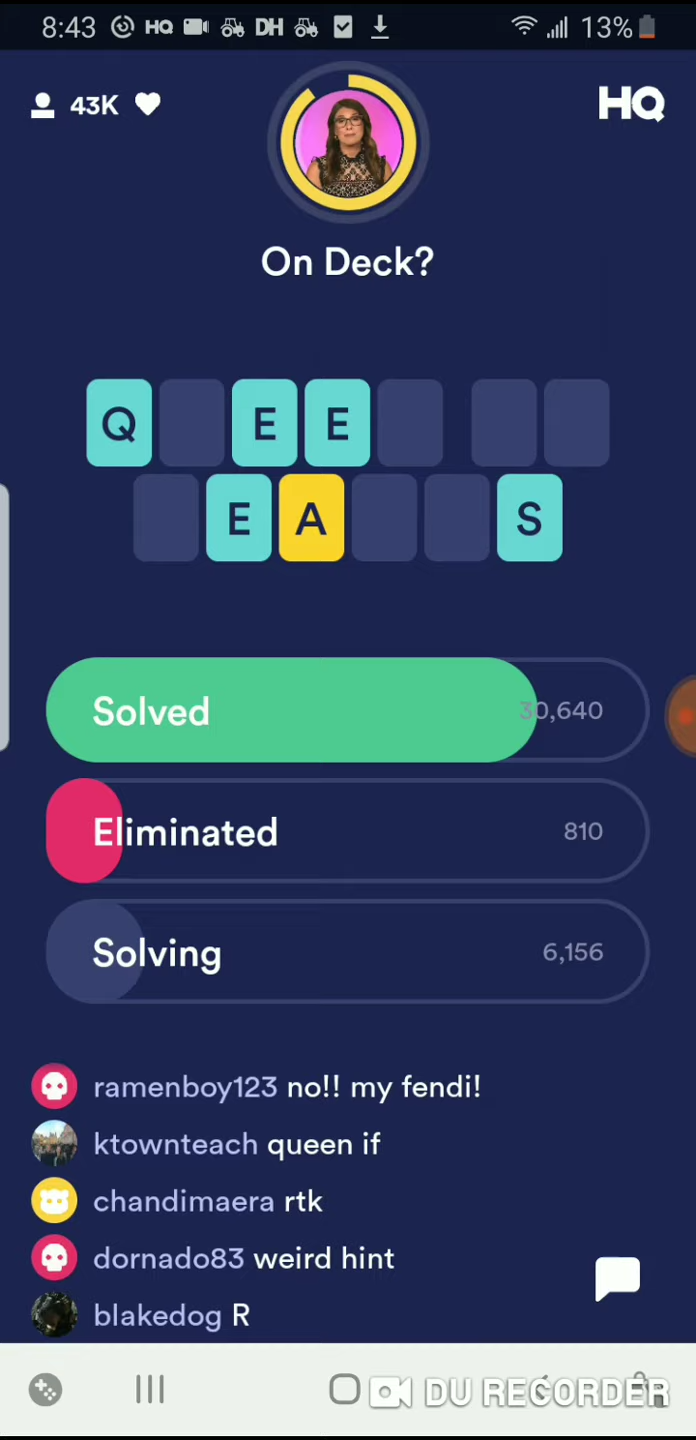 8:43 HQ DH 13%
43K HQ
On Deck?
Q E E
E A S
Solved 30,640
Eliminated 810
Solving 6,156
ramenboy123 no!! my fendi!
ktownteach queen if
chandimaera rtk
dornado83 weird hint
blakedog R
DU RECORDER